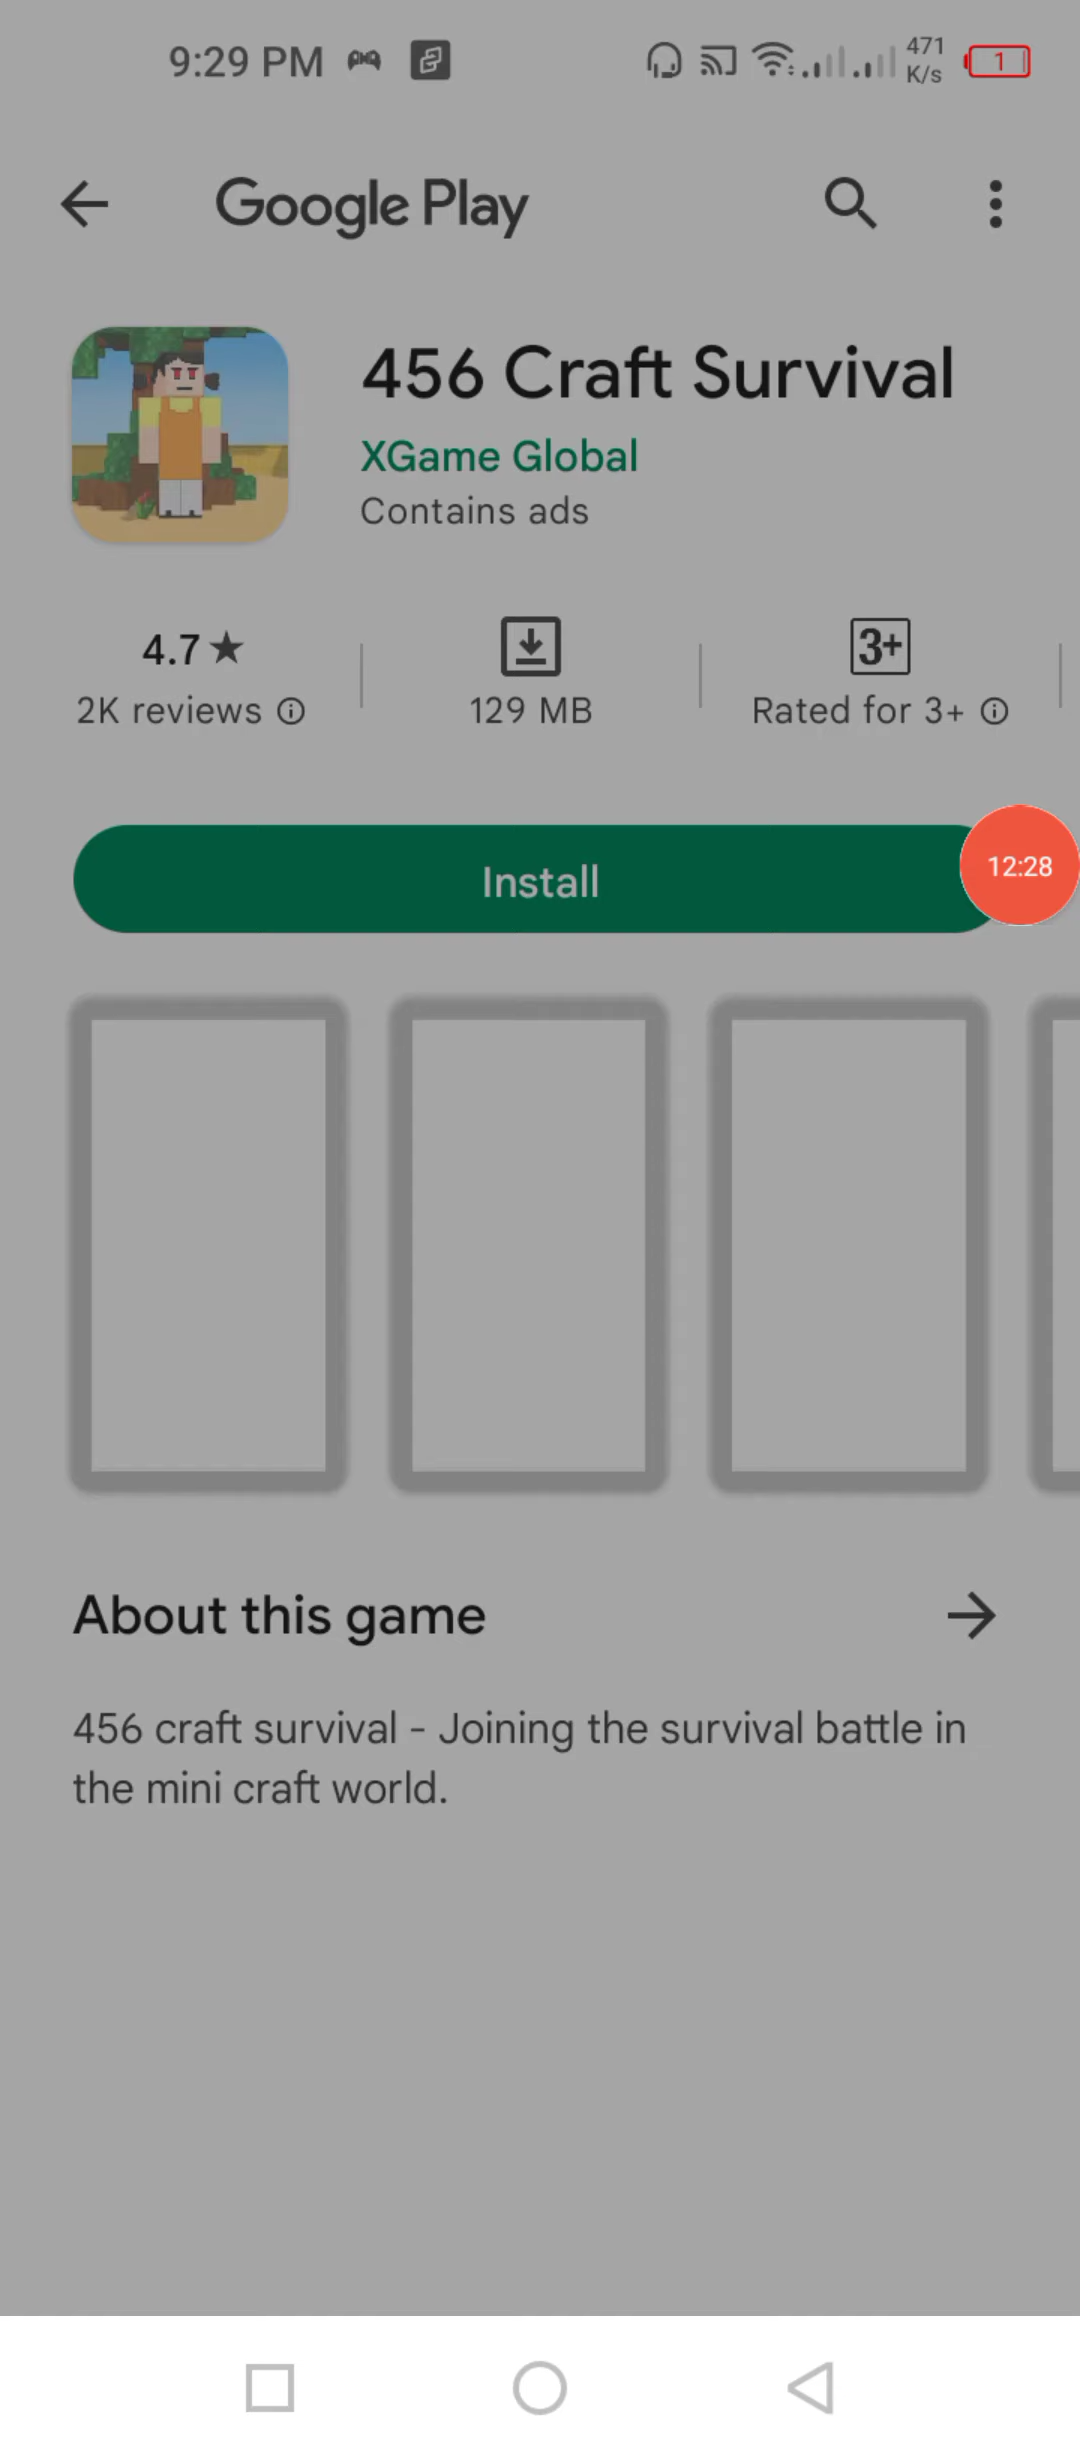 9:29 PM
471
K/s
1
Google Play
456 Craft Survival
XGame Global
Contains ads
4.7★
2K reviews
129 MB
3+
Rated for 3+
Install
12:28
About this game
456 craft survival - Joining the survival battle in
the mini craft world.